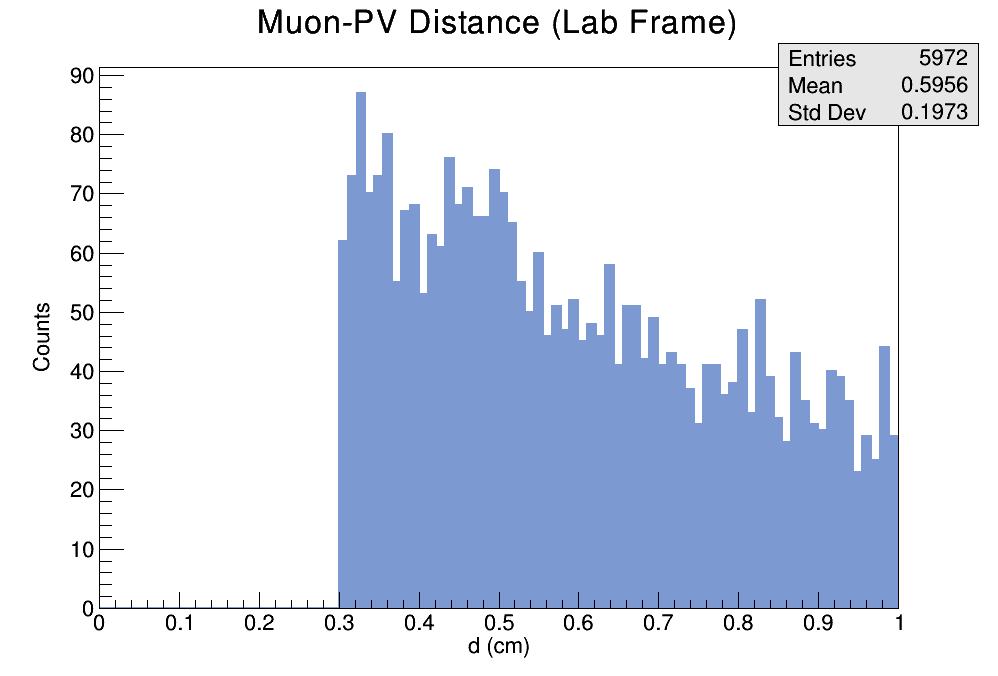 Muon-PV Distance (Lab Frame)
Entries 5972
Mean 0.5956
Std Dev 0.1973
90
80
70
60
50
40
30
20
10
0
Counts
0 0.1 0.2 0.3 0.4 0.5 0.6 0.7 0.8 0.9 1
d (cm)